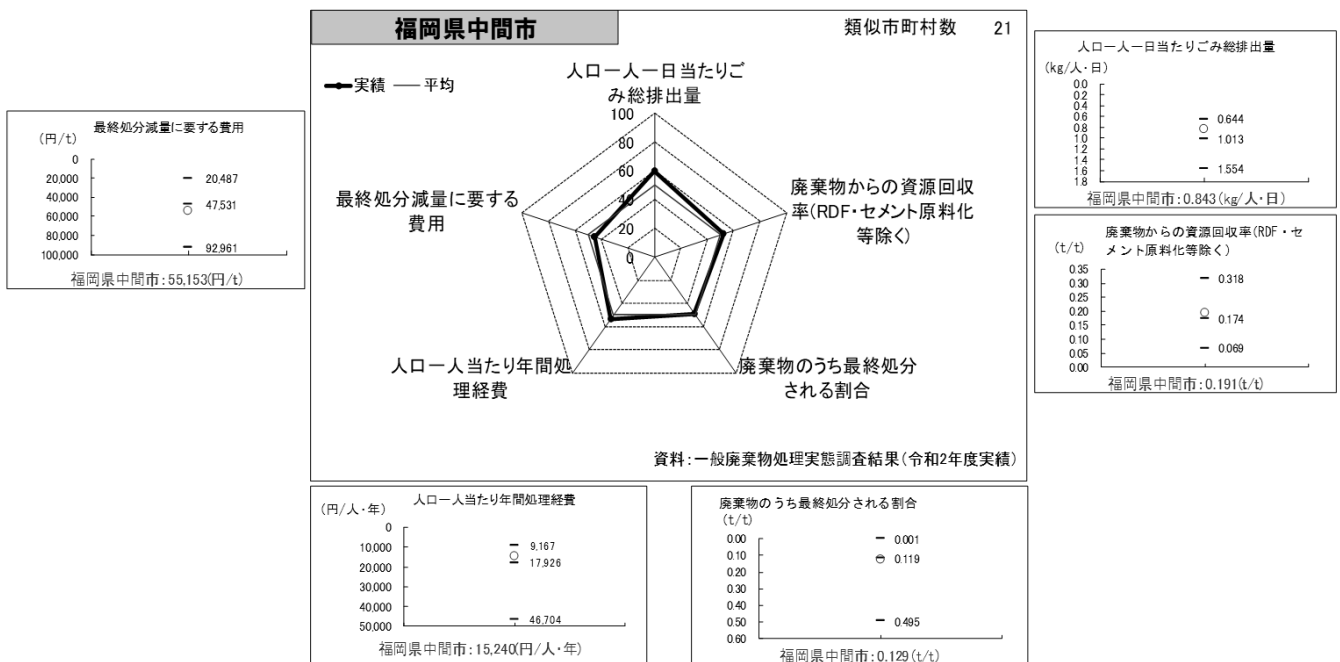 福岡県中間市
類似市町村数 21
実績 平均
人口一人一日当たりご
み総排出量
100
80
60
40
20
0
廃棄物からの資源回収
率(RDF・セメント原料化
等除く)
廃棄物のうち最終処分
される割合
人口一人当たり年間処
理経費
最終処分減量に要する
費用
資料:一般廃棄物処理実態調査結果(令和2年度実績)
最終処分減量に要する費用
(円/t)
0
20,000
40,000
60,000
80,000
100,000
20,487
47,531
92,961
福岡県中間市:55,153(円/t)
人口一人一日当たりごみ総排出量
(kg/人・日)
0.0
0.2
0.4
0.6
0.8
1.0
1.2
1.4
1.6
1.8
0.644
1.013
1.554
福岡県中間市:0.843(kg/人・日)
廃棄物からの資源回収率(RDF・セ
メント原料化等除く)
(t/t)
0.35
0.30
0.25
0.20
0.15
0.10
0.05
0.00
0.318
0.174
0.069
福岡県中間市:0.191(t/t)
人口一人当たり年間処理経費
(円/人・年)
0
10,000
20,000
30,000
40,000
50,000
9,167
17,926
46,704
福岡県中間市:15,240(円/人・年)
廃棄物のうち最終処分される割合
(t/t)
0.00
0.10
0.20
0.30
0.40
0.50
0.60
0.001
0.119
0.495
福岡県中間市:0.129(t/t)